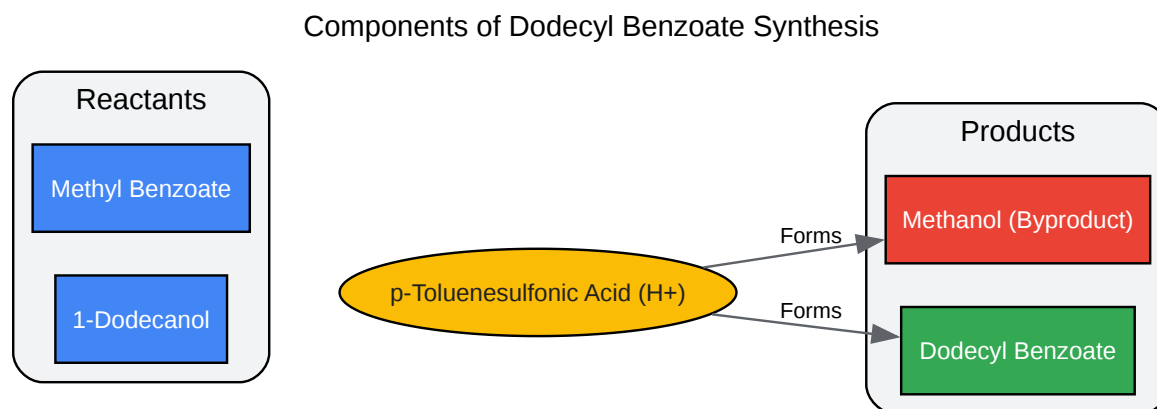 Components of Dodecyl Benzoate Synthesis
Reactants
Methyl Benzoate
1-Dodecanol
p-Toluenesulfonic Acid (H+)
Forms
Forms
Products
Methanol (Byproduct)
Dodecyl Benzoate